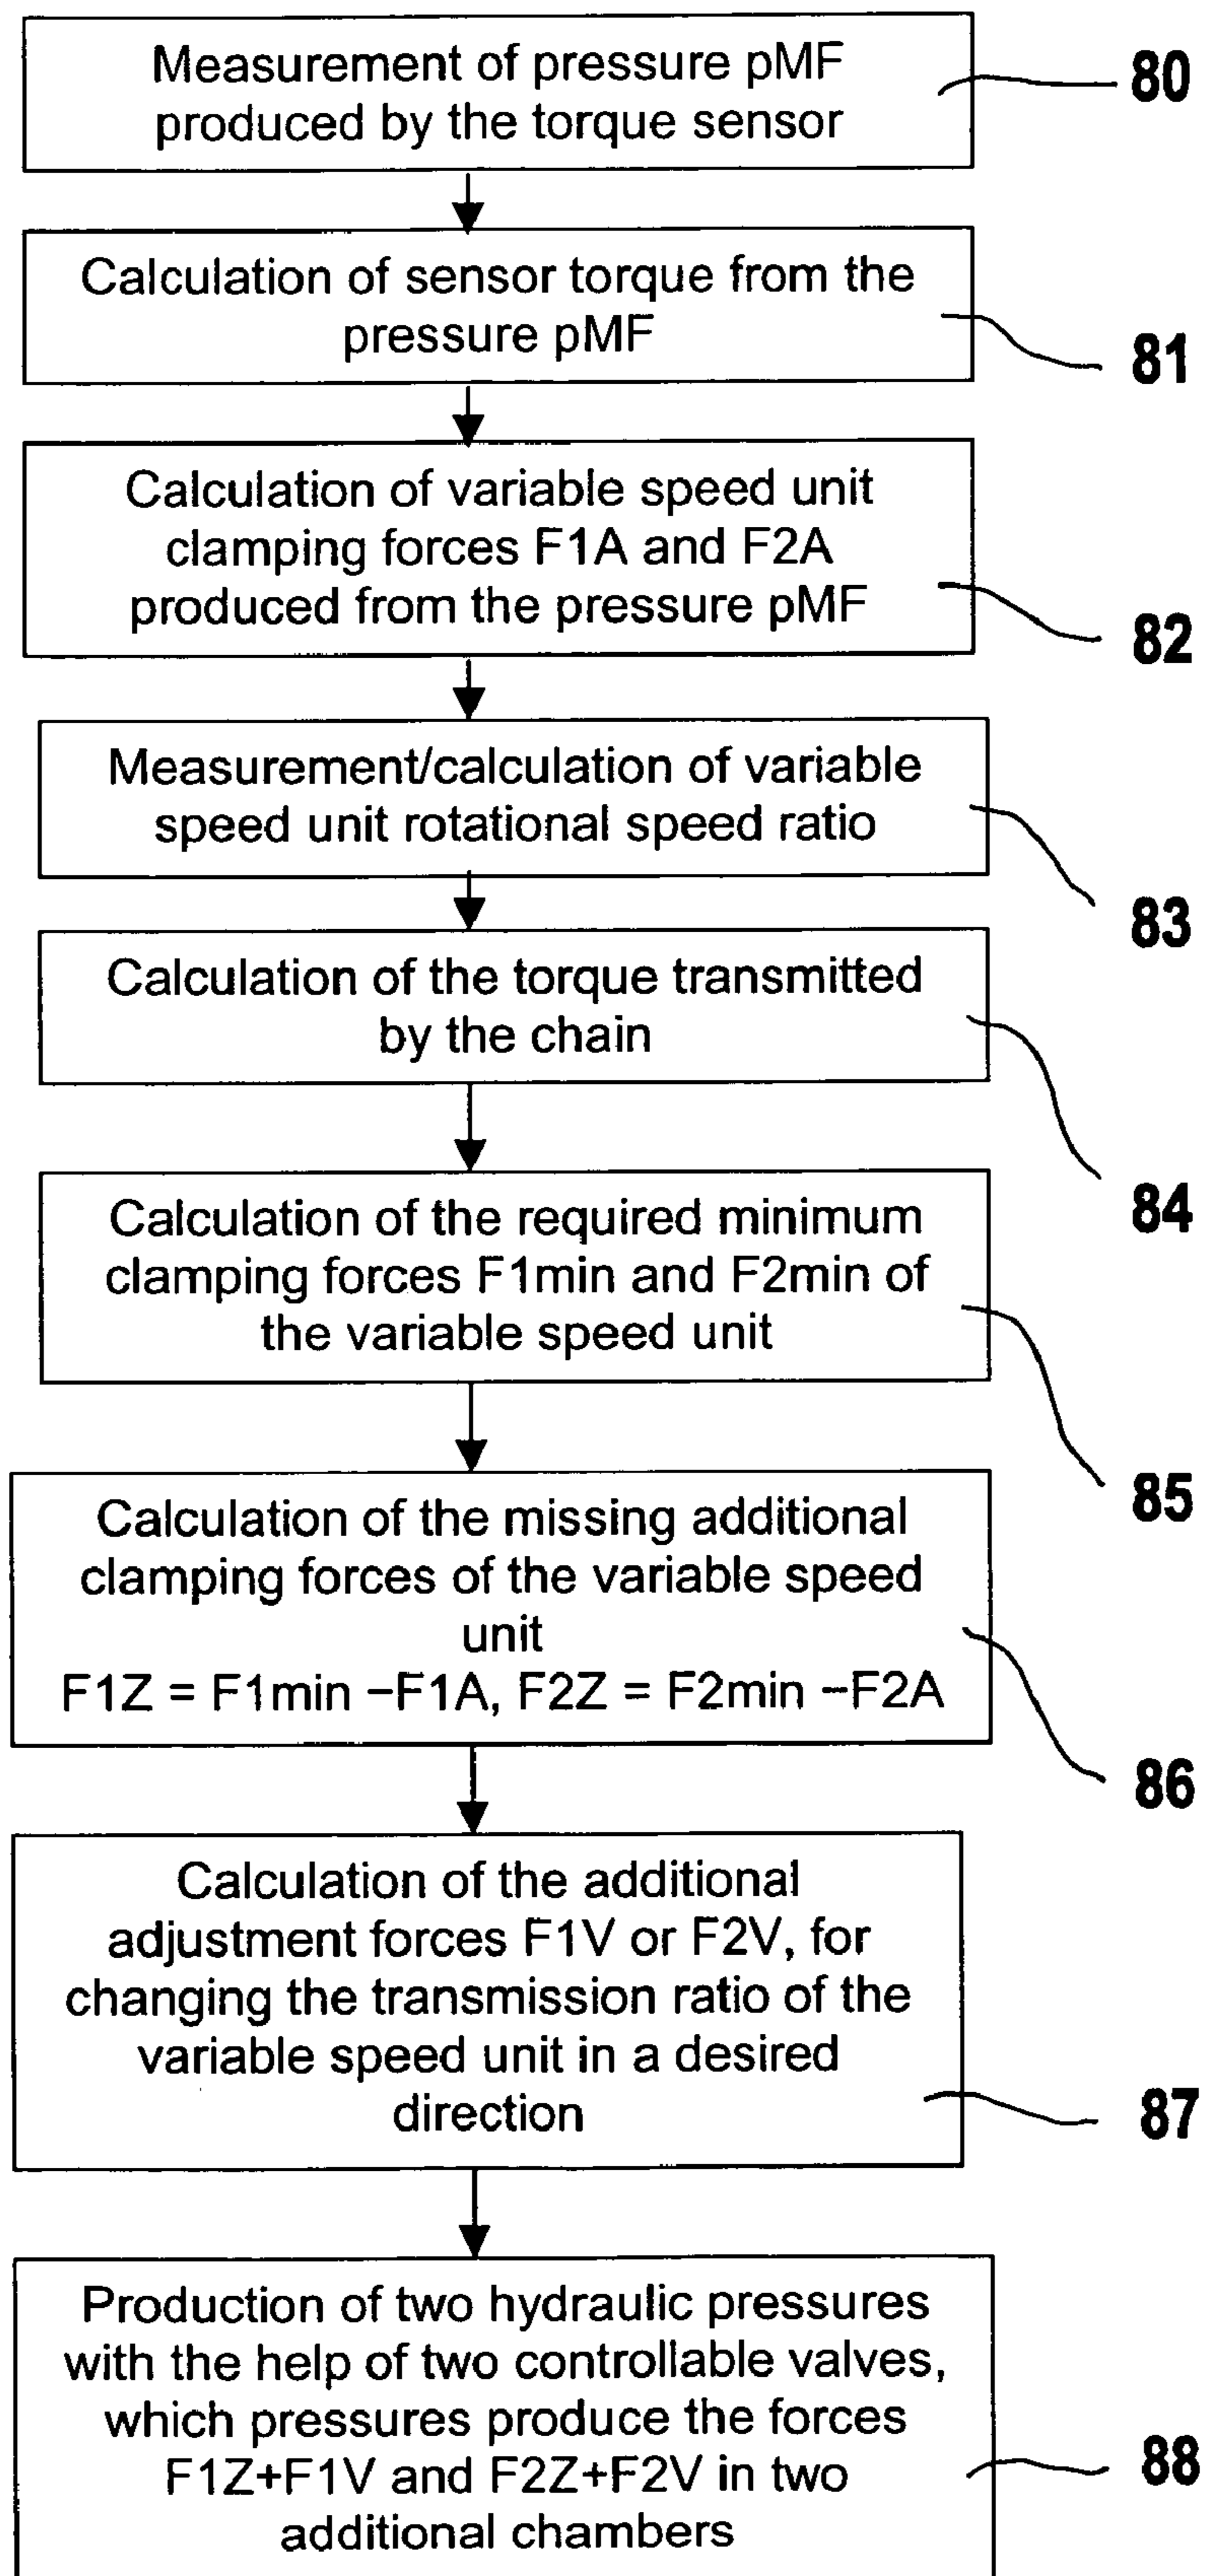 Measurement of pressure pMF
produced by the torque sensor
80
Calculation of sensor torque from the
pressure pMF
81
Calculation of variable speed unit
clamping forces F1A and F2A
produced from the pressure pMF
82
Measurement/calculation of variable
speed unit rotational speed ratio
83
Calculation of the torque transmitted
by the chain
84
Calculation of the required minimum
clamping forces F1min and F2min of
the variable speed unit
85
Calculation of the missing additional
clamping forces of the variable speed
unit
F1Z = F1min –F1A, F2Z = F2min –F2A
86
Calculation of the additional
adjustment forces F1V or F2V, for
changing the transmission ratio of the
variable speed unit in a desired
direction
87
Production of two hydraulic pressures
with the help of two controllable valves,
which pressures produce the forces
F1Z+F1V and F2Z+F2V in two
additional chambers
88